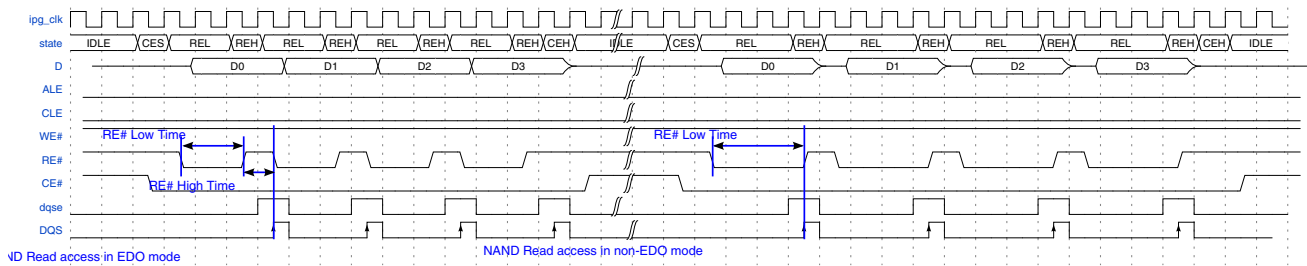 ipg_clk
state IDLE CES REL REH REL REH REL REH REL REH CEH IDLE CES REL REH REL REH REL REH REL REH CEH IDLE
D D0 D1 D2 D3 D0 D1 D2 D3
ALE
CLE
WE#
RE# Low Time RE# Low Time
RE#
CE#
RE# High Time
dqse
DQS
ND Read access in EDO mode NAND Read access in non-EDO mode